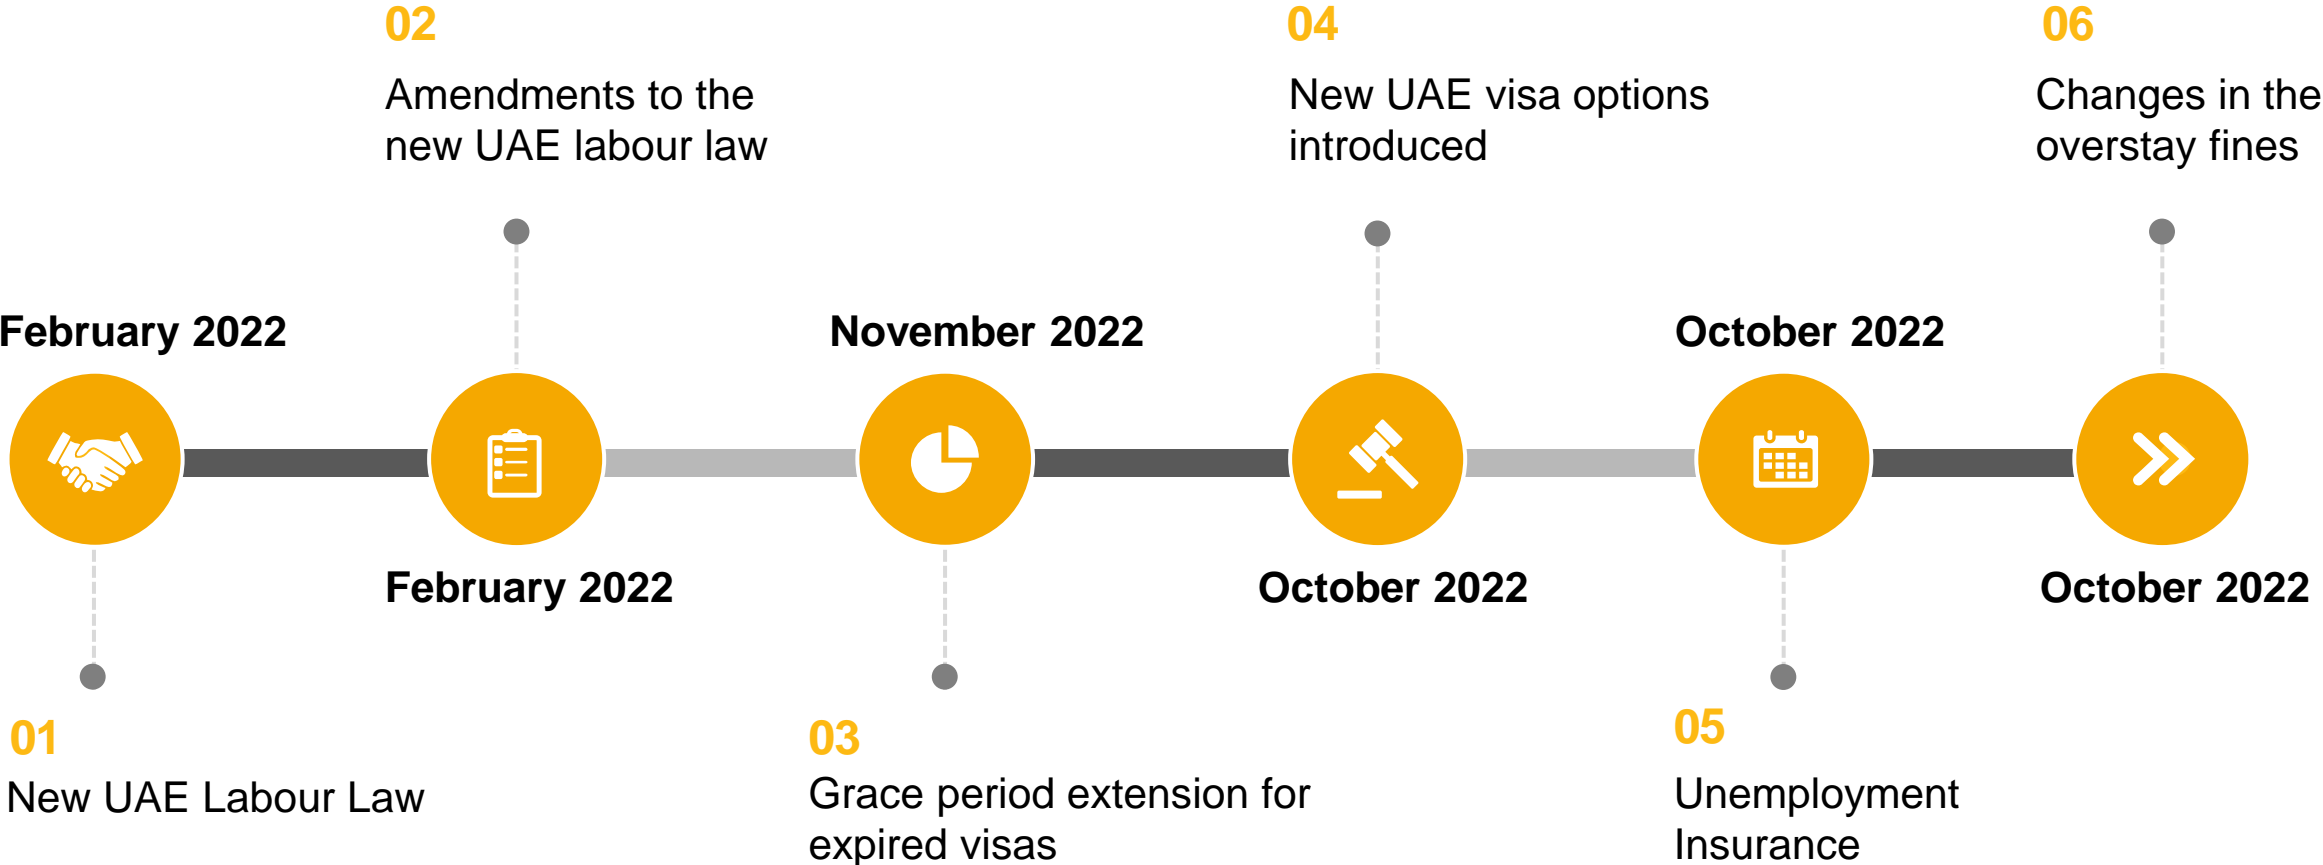 02
Amendments to the
new UAE labour law
04
New UAE visa options
introduced
06
Changes in the
overstay fines
February 2022
November 2022
October 2022
February 2022
October 2022
October 2022
01
New UAE Labour Law
03
Grace period extension for
expired visas
05
Unemployment
Insurance